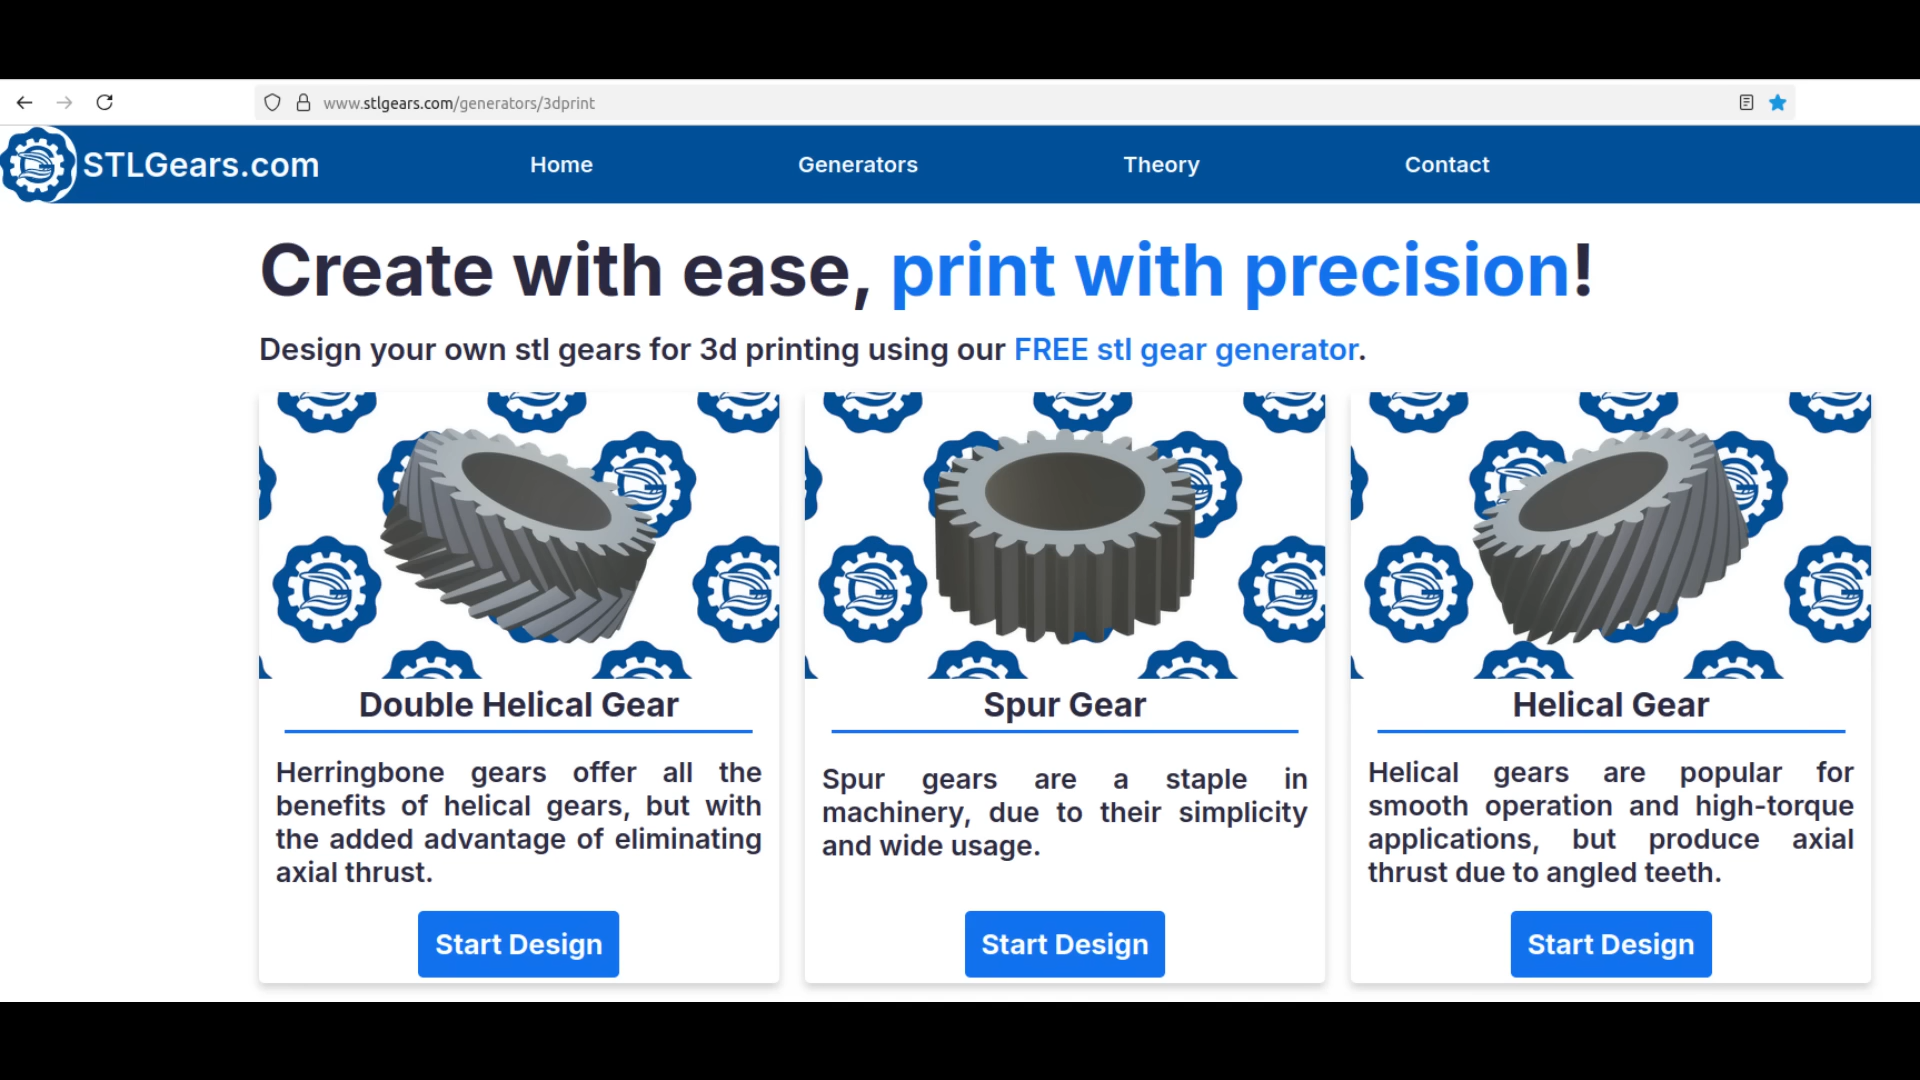 www.stlgears.com/generators/3dprint
STLGears.com
Home
Generators
Theory
Contact
Create with ease, print with precision!
Design your own stl gears for 3d printing using our FREE stl gear generator.
Double Helical Gear
Herringbone gears offer all the
benefits of helical gears, but with
the added advantage of eliminating
axial thrust.
Start Design
Spur Gear
Spur gears are a staple in
machinery, due to their simplicity
and wide usage.
Start Design
Helical Gear
Helical gears are popular for
smooth operation and high-torque
applications, but produce axial
thrust due to angled teeth.
Start Design